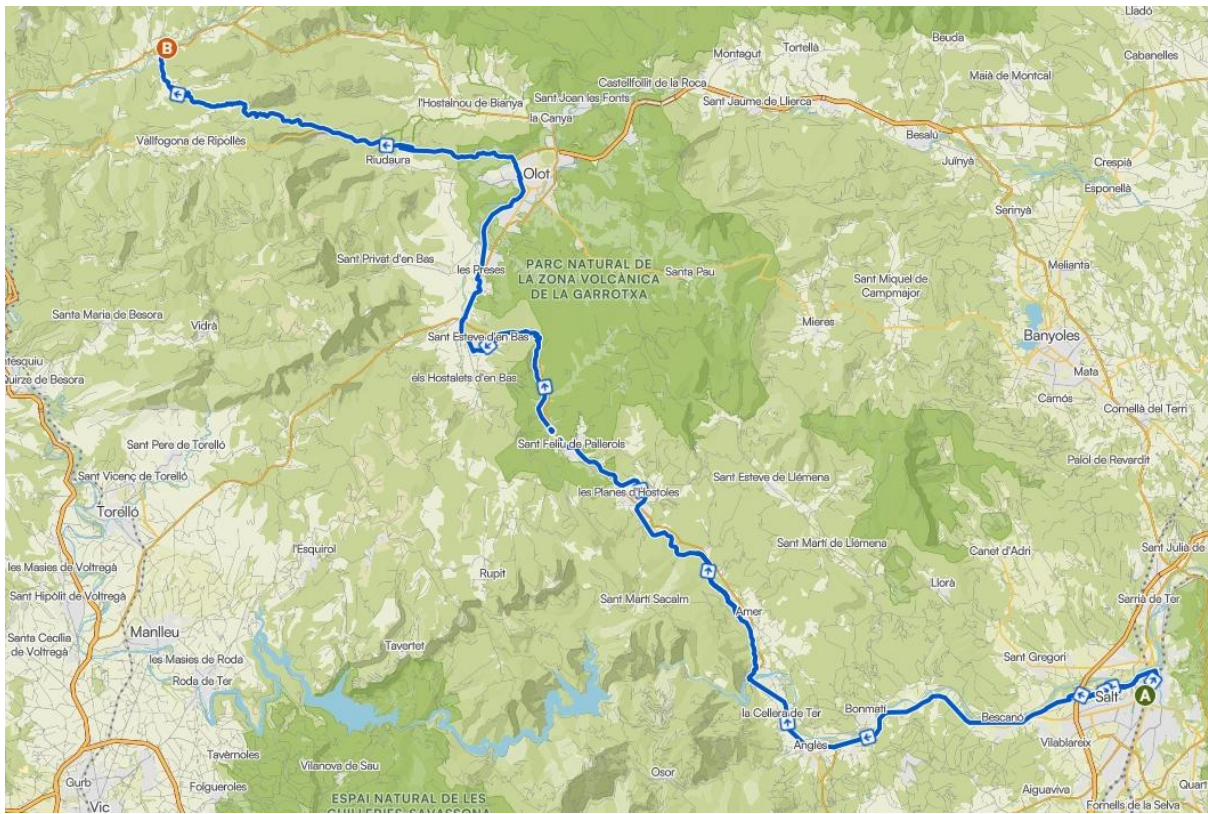 Lladó
Beuda
Cabanelles
Montagut
Tortellà
Maià de Montcal
B
Castellfollit de la Roca
l'Hostalnou de Bianya
Sant Joan les Fonts
Sant Jaume de Llierca
la Canya
Besalú
Vallfogona de Ripollès
Juïnyà
Riudaura
Olot
Crespià
Esponellà
Serinyà
Sant Privat d'en Bas
les Preses
PARC NATURAL DE
LA ZONA VOLCÀNICA
DE LA GARROTXA
Santa Pau
Melianta
Sant Miquel de
Campmajor
Santa Maria de Besora
Vidrà
Mieres
Sant Esteve d'en Bas
Banyoles
Quirze de Besora
els Hostalets d'en Bas
Mata
Camós
Cornellà del Terri
Sant Pere de Torelló
Sant Feliu de Pallerols
Palol de Revardit
Sant Vicenç de Torelló
Sant Esteve de Llémena
les Planes d'Hostoles
Torelló
l'Esquirol
Sant Martí de Llémena
Canet d'Adri
Sant Julià de
les Masies de Voltregà
Rupit
Llorà
Sant Hipòlit de Voltregà
Sant Martí Sacalm
Amer
Sarrià de Ter
Manlleu
Santa Cecília
de Voltregà
Tavertet
les Masies de Roda
Sant Gregori
Roda de Ter
Salt
A
la Cellera de Ter
Bonmatí
Bescanó
Anglès
Vilablareix
Tavèrnoles
Vilanova de Sau
Osor
Gurb
Folgueroles
Quart
Aiguaviva
Vic
ESPAI NATURAL DE LES
GUILLERIES-SAVASSONA
Fornells de la Selva